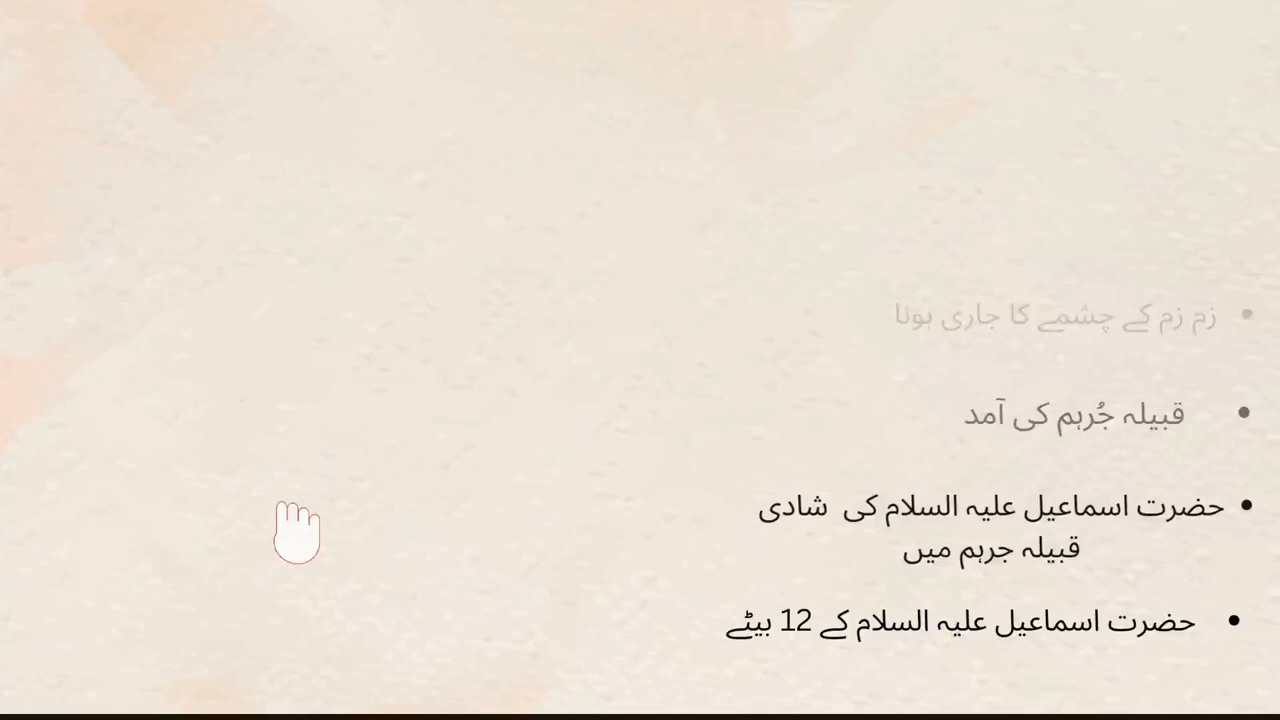 • زم زم کے چشمے کا جاری ہونا
• قبیلہ جُرہم کی آمد
• حضرت اسماعیل علیہ السلام کی شادی
قبیلہ جرہم میں
• حضرت اسماعیل علیہ السلام کے 12 بیٹے